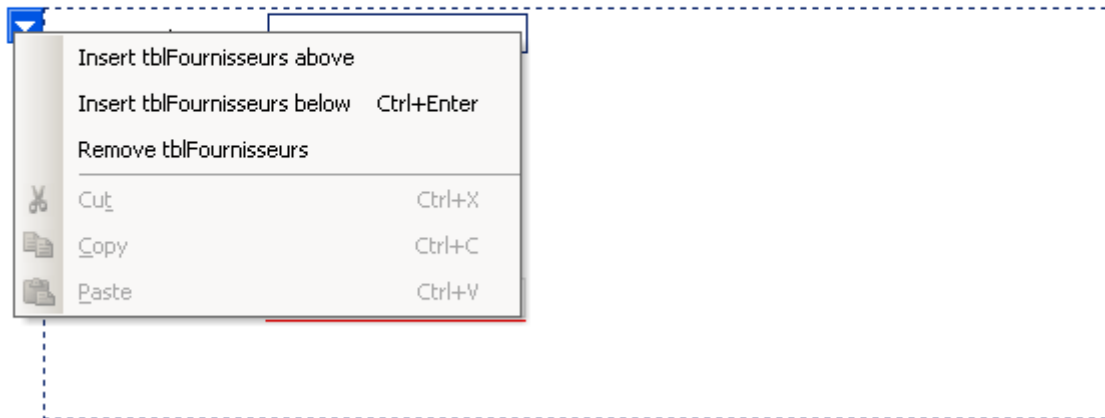 Insert tblFournisseurs above
Insert tblFournisseurs below Ctrl+Enter
Remove tblFournisseurs
Cut Ctrl+X
Copy Ctrl+C
Paste Ctrl+V